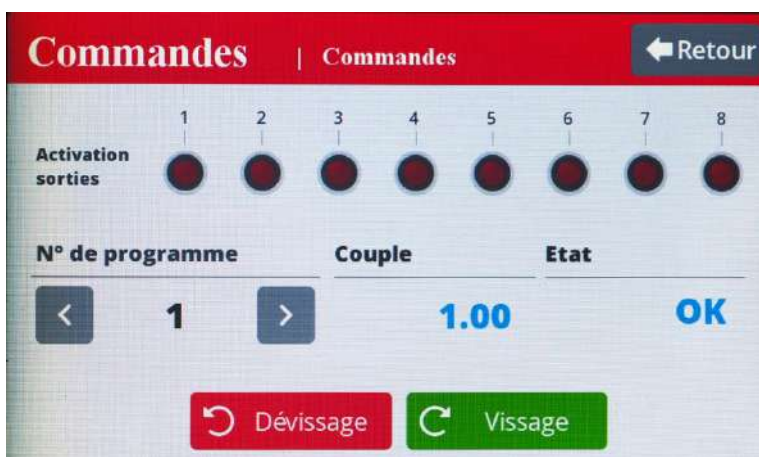 Commandes | Commandes Retour
1 2 3 4 5 6 7 8
Activation
sorties
N° de programme Couple Etat
< 1 > 1.00 OK
Dévissage Vissage